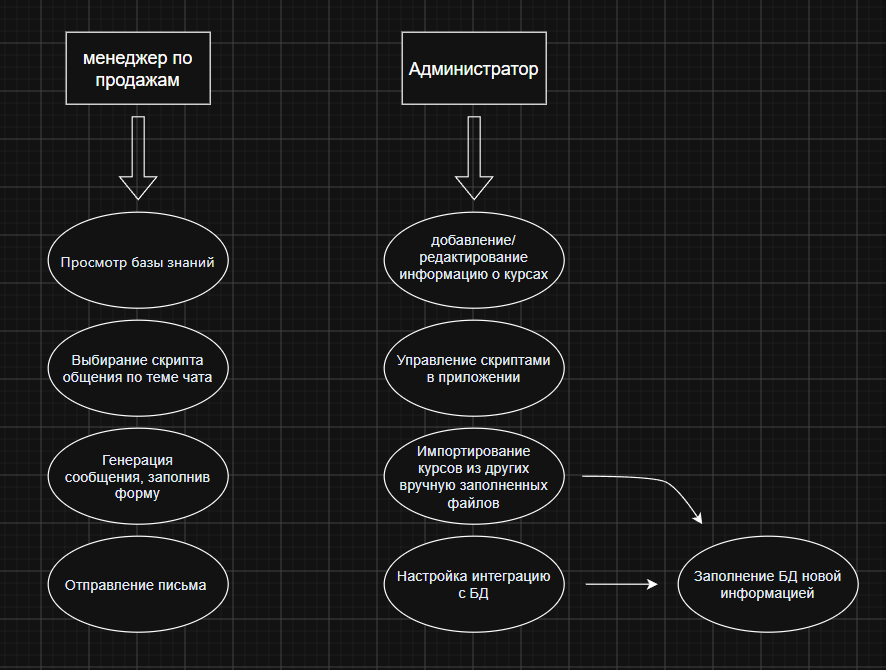 менеджер по
продажам
Просмотр базы знаний
Выбирание скрипта
общения по теме чата
Генерация
сообщения, заполнив
форму
Отправление письма
Администратор
добавление/
редактирование
информацию о курсах
Управление скриптами
в приложении
Импортирование
курсов из других
вручную заполненных
файлов
Настройка интеграцию
с БД
Заполнение БД новой
информацией